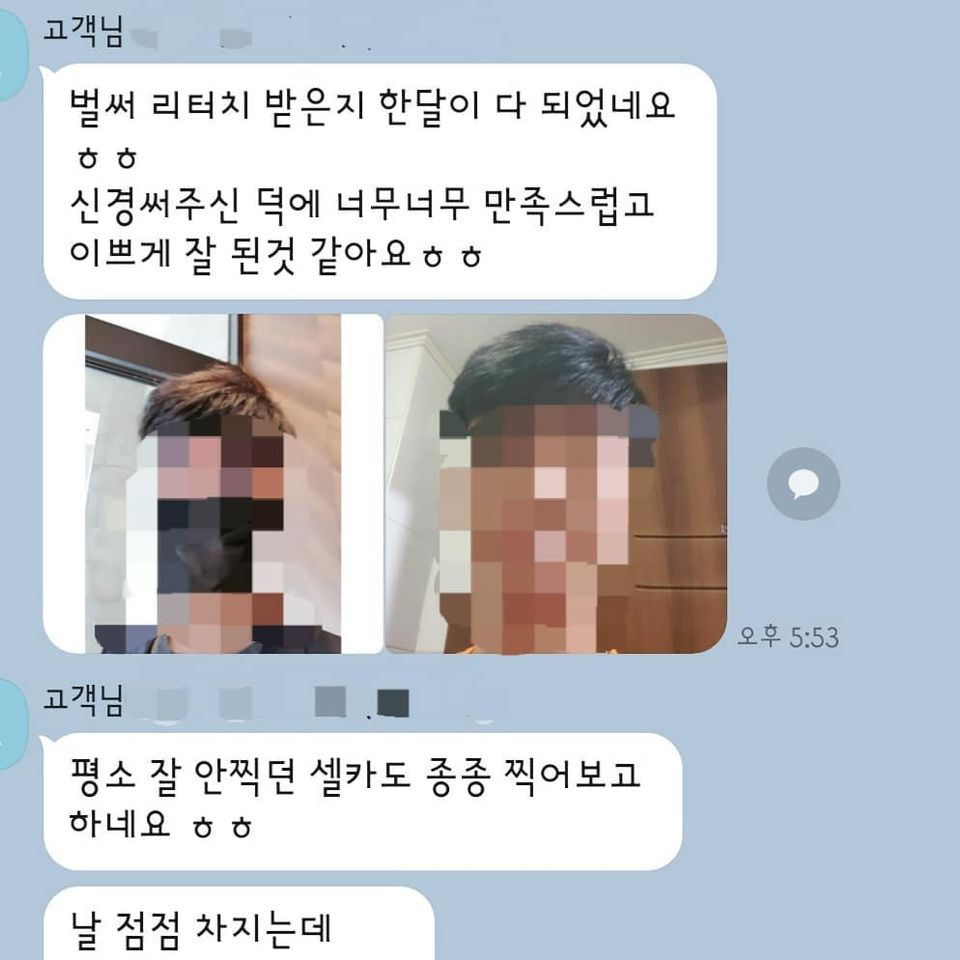 고객님
벌써 리터치 받은지 한달이 다 되었네요
ㅎㅎ
신경써주신 덕에 너무너무 만족스럽고
이쁘게 잘 된것 같아요ㅎㅎ
오후 5:53
고객님
평소 잘 안찍던 셀카도 종종 찍어보고
하네요 ㅎㅎ
날 점점 차지는데